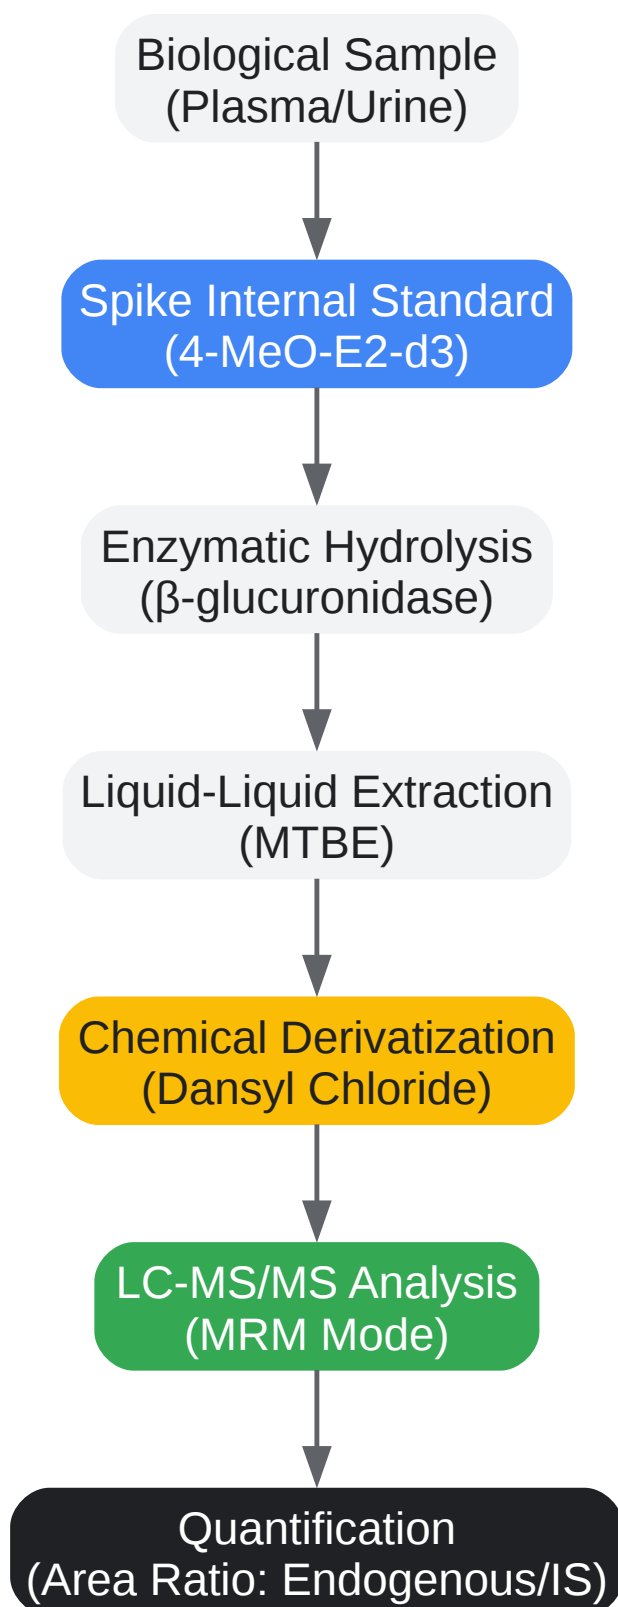 Biological Sample
(Plasma/Urine)
Spike Internal Standard
(4-MeO-E2-d3)
Enzymatic Hydrolysis
(β-glucuronidase)
Liquid-Liquid Extraction
(MTBE)
Chemical Derivatization
(Dansyl Chloride)
LC-MS/MS Analysis
(MRM Mode)
Quantification
(Area Ratio: Endogenous/IS)